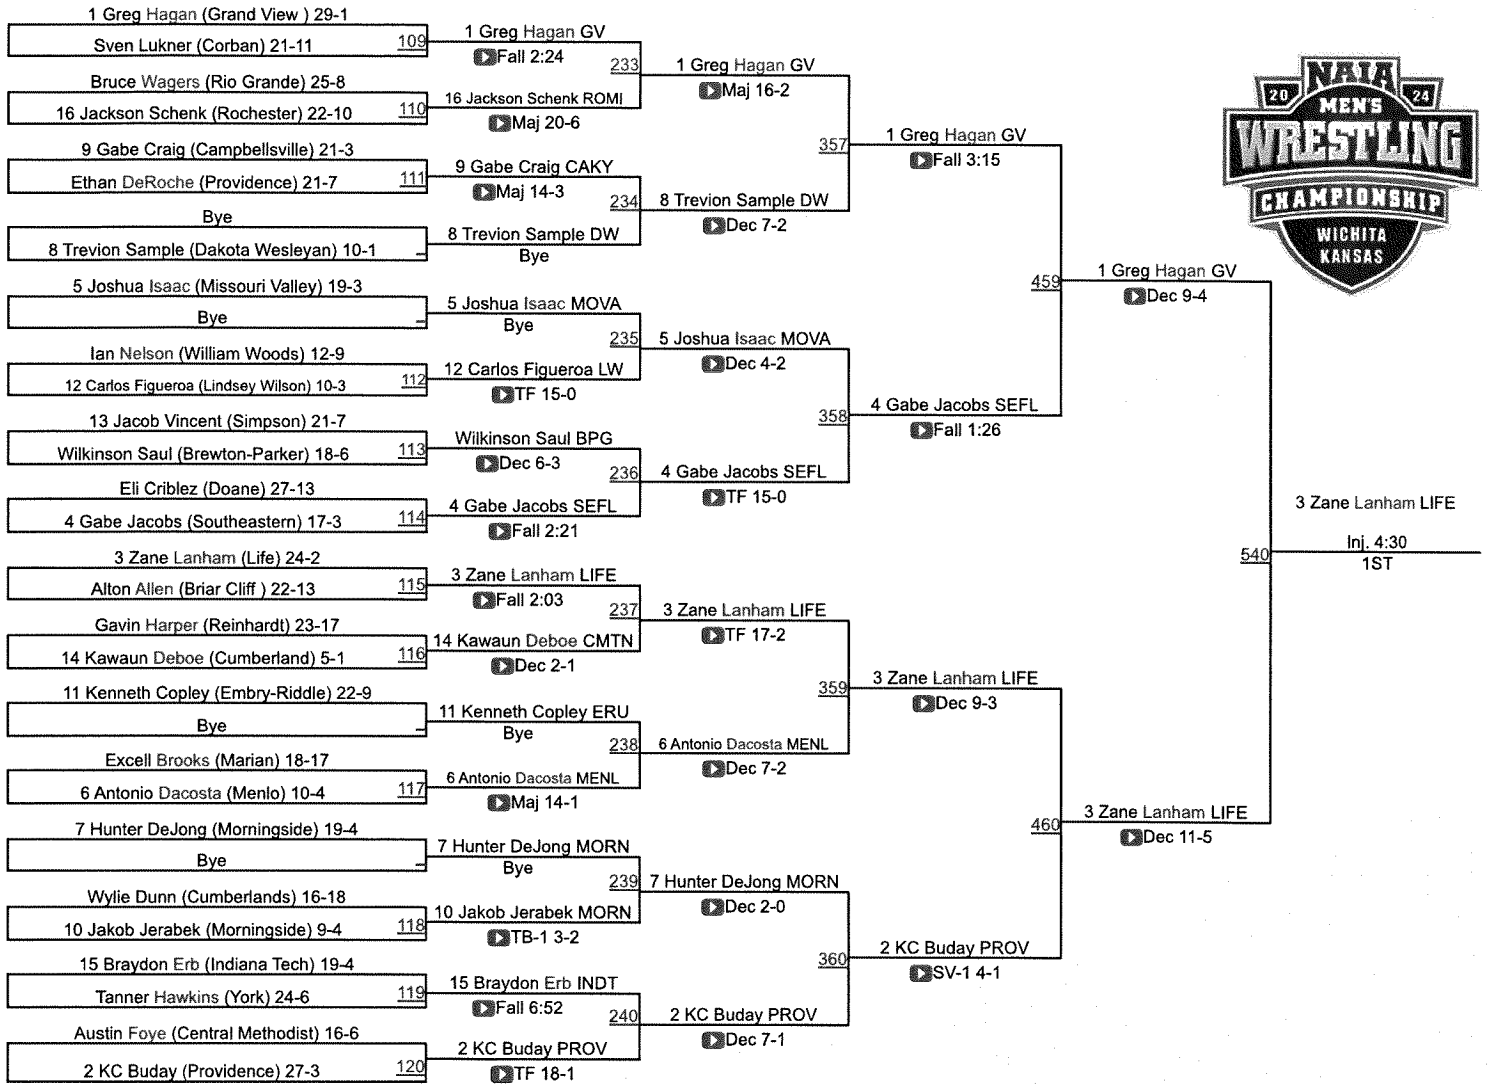 1 Greg Hagan (Grand View ) 29-1
Sven Lukner (Corban) 21-11
109
Bruce Wagers (Rio Grande) 25-8
16 Jackson Schenk (Rochester) 22-10
110
9 Gabe Craig (Campbellsville) 21-3
Ethan DeRoche (Providence) 21-7
111
Bye
8 Trevion Sample (Dakota Wesleyan) 10-1
5 Joshua Isaac (Missouri Valley) 19-3
Bye
Ian Nelson (William Woods) 12-9
12 Carlos Figueroa (Lindsey Wilson) 10-3
112
13 Jacob Vincent (Simpson) 21-7
Wilkinson Saul (Brewton-Parker) 18-6
113
Eli Criblez (Doane) 27-13
4 Gabe Jacobs (Southeastern) 17-3
114
3 Zane Lanham (Life) 24-2
Alton Allen (Briar Cliff ) 22-13
115
Gavin Harper (Reinhardt) 23-17
14 Kawaun Deboe (Cumberland) 5-1
116
11 Kenneth Copley (Embry-Riddle) 22-9
Bye
Excell Brooks (Marian) 18-17
6 Antonio Dacosta (Menlo) 10-4
117
7 Hunter DeJong (Morningside) 19-4
Bye
Wylie Dunn (Cumberlands) 16-18
10 Jakob Jerabek (Morningside) 9-4
118
15 Braydon Erb (Indiana Tech) 19-4
Tanner Hawkins (York) 24-6
119
Austin Foye (Central Methodist) 16-6
2 KC Buday (Providence) 27-3
120
1 Greg Hagan GV
Fall 2:24
233
16 Jackson Schenk ROMI
Maj 20-6
9 Gabe Craig CAKY
Maj 14-3
234
8 Trevion Sample DW
Bye
5 Joshua Isaac MOVA
Bye
235
12 Carlos Figueroa LW
TF 15-0
Wilkinson Saul BPG
Dec 6-3
236
4 Gabe Jacobs SEFL
Fall 2:21
3 Zane Lanham LIFE
Fall 2:03
237
14 Kawaun Deboe CMTN
Dec 2-1
11 Kenneth Copley ERU
Bye
238
6 Antonio Dacosta MENL
Maj 14-1
7 Hunter DeJong MORN
Bye
239
10 Jakob Jerabek MORN
TB-1 3-2
15 Braydon Erb INDT
Fall 6:52
240
2 KC Buday PROV
TF 18-1
1 Greg Hagan GV
Maj 16-2
357
8 Trevion Sample DW
Dec 7-2
5 Joshua Isaac MOVA
Dec 4-2
358
4 Gabe Jacobs SEFL
TF 15-0
3 Zane Lanham LIFE
TF 17-2
359
6 Antonio Dacosta MENL
Dec 7-2
7 Hunter DeJong MORN
Dec 2-0
360
2 KC Buday PROV
Dec 7-1
1 Greg Hagan GV
Fall 3:15
459
4 Gabe Jacobs SEFL
Fall 1:26
3 Zane Lanham LIFE
Dec 9-3
460
2 KC Buday PROV
SV-1 4-1
1 Greg Hagan GV
Dec 9-4
540
3 Zane Lanham LIFE
Dec 11-5
3 Zane Lanham LIFE
Inj. 4:30
1ST
NAIA
20 24
MEN'S
WRESTLING
CHAMPIONSHIP
WICHITA
KANSAS